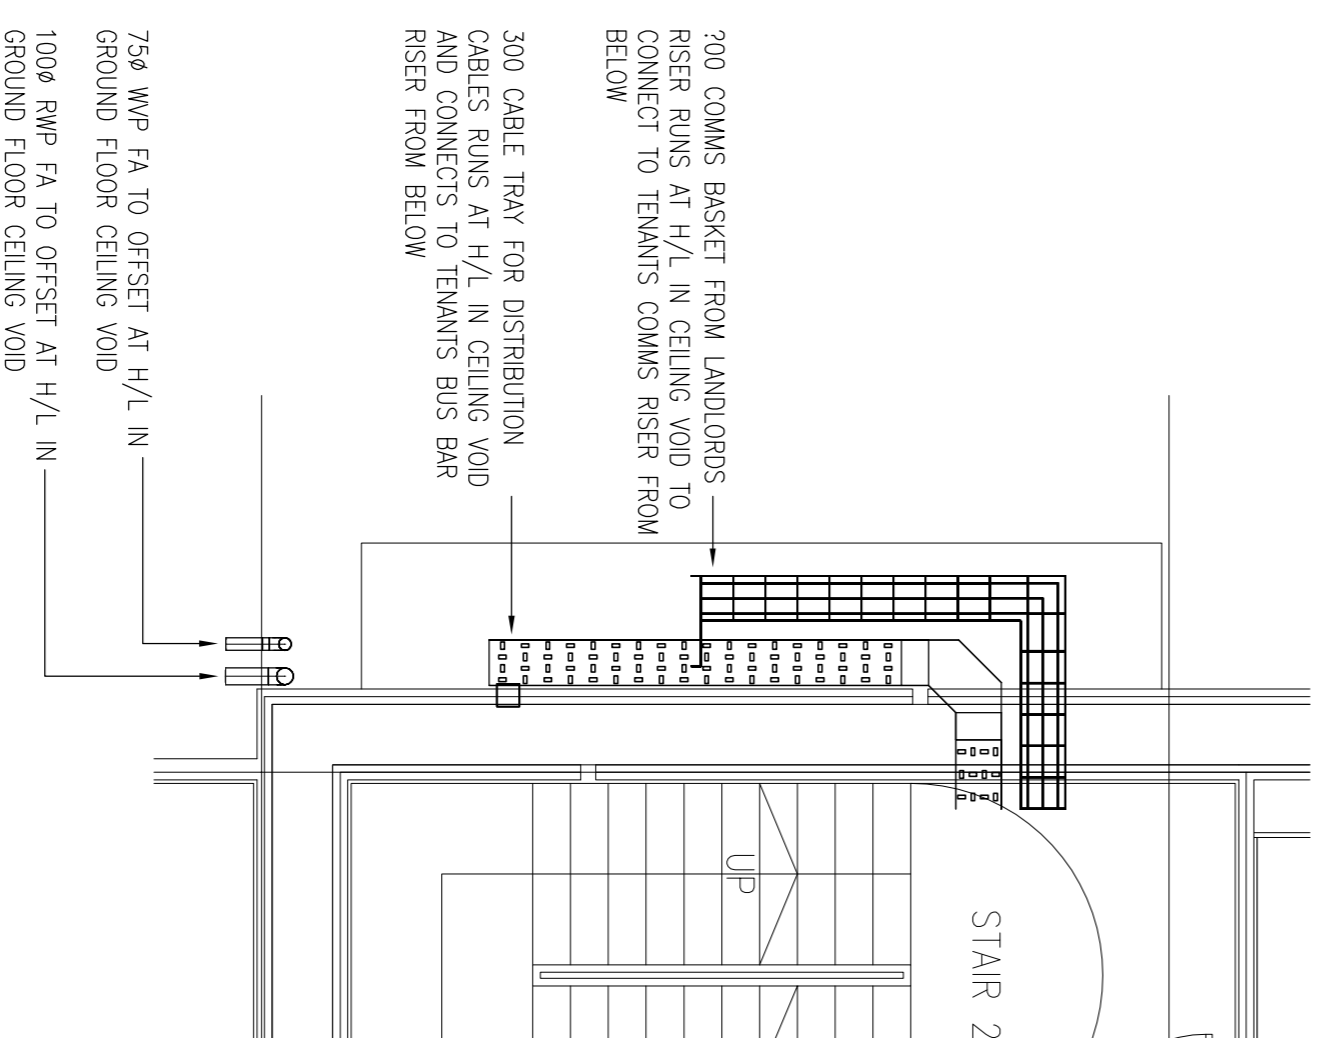 ?00 COMMS BASKET FROM LANDLORDS
RISER RUNS AT H/L IN CEILING VOID TO
CONNECT TO TENANTS COMMS RISER FROM
BELOW
300 CABLE TRAY FOR DISTRIBUTION
CABLES RUNS AT H/L IN CEILING VOID
AND CONNECTS TO TENANTS BUS BAR
RISER FROM BELOW
75ø WVP FA TO OFFSET AT H/L IN
GROUND FLOOR CEILING VOID
100ø RWP FA TO OFFSET AT H/L IN
GROUND FLOOR CEILING VOID
UP
STAIR 2